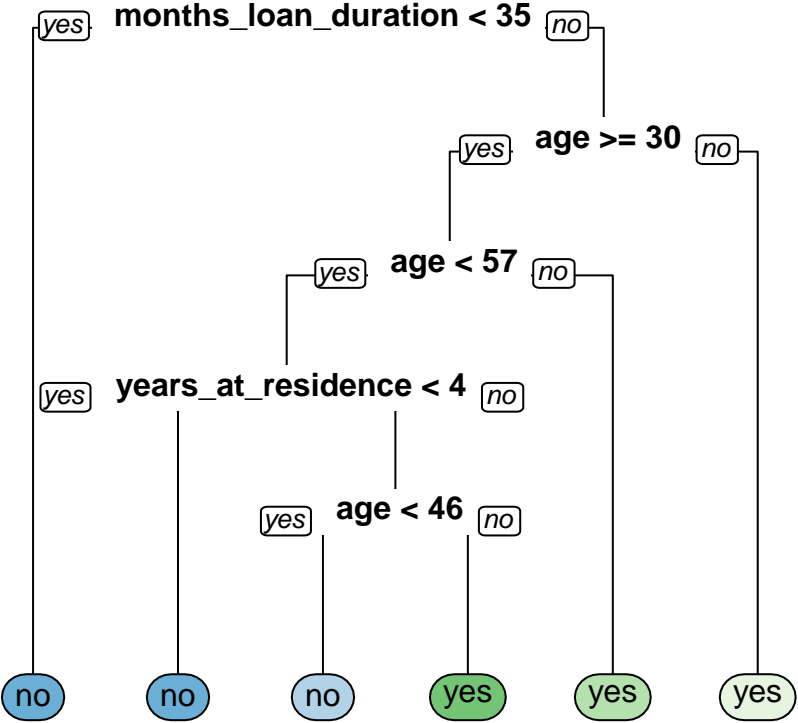 yes months_loan_duration < 35 no
yes age >= 30 no
yes age < 57 no
yes years_at_residence < 4 no
yes age < 46 no
no no no yes yes yes